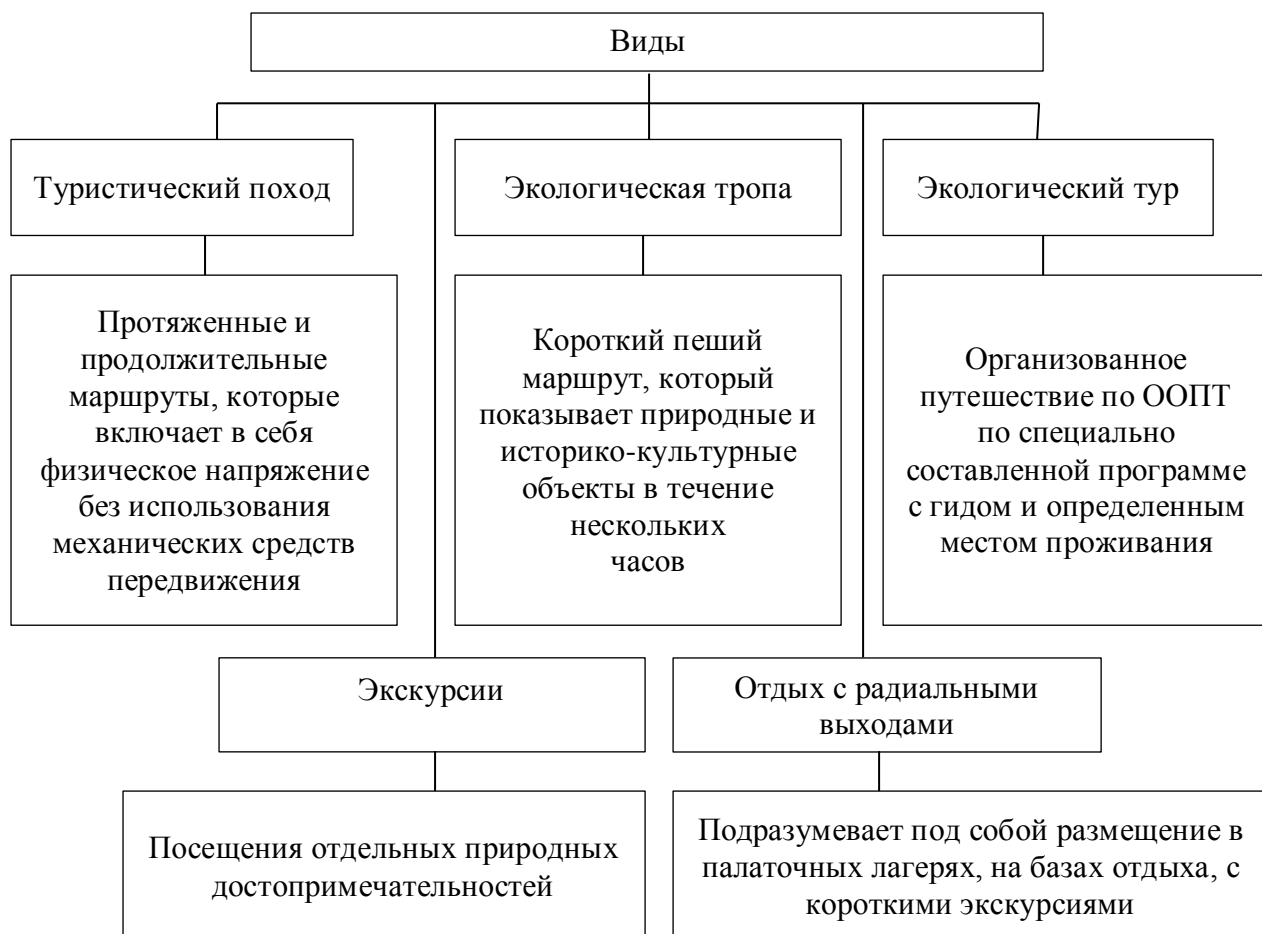 Виды
Туристический поход
Экологическая тропа
Экологический тур
Протяженные и
продолжительные
маршруты, которые
включает в себя
физическое напряжение
без использования
механических средств
передвижения
Короткий пеший
маршрут, который
показывает природные и
историко-культурные
объекты в течение
нескольких
часов
Организованное
путешествие по ООПТ
по специально
составленной программе
с гидом и определенным
местом проживания
Экскурсии
Отдых с радиальными
выходами
Посещения отдельных природных
достопримечательностей
Подразумевает под собой размещение в
палаточных лагерях, на базах отдыха, с
короткими экскурсиями